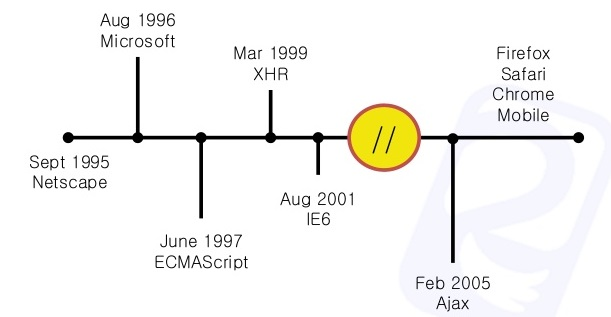 Aug 1996
Microsoft
Mar 1999
XHR
Firefox
Safari
Chrome
Mobile
//
Sept 1995
Netscape
Aug 2001
IE6
June 1997
ECMAScript
Feb 2005
Ajax